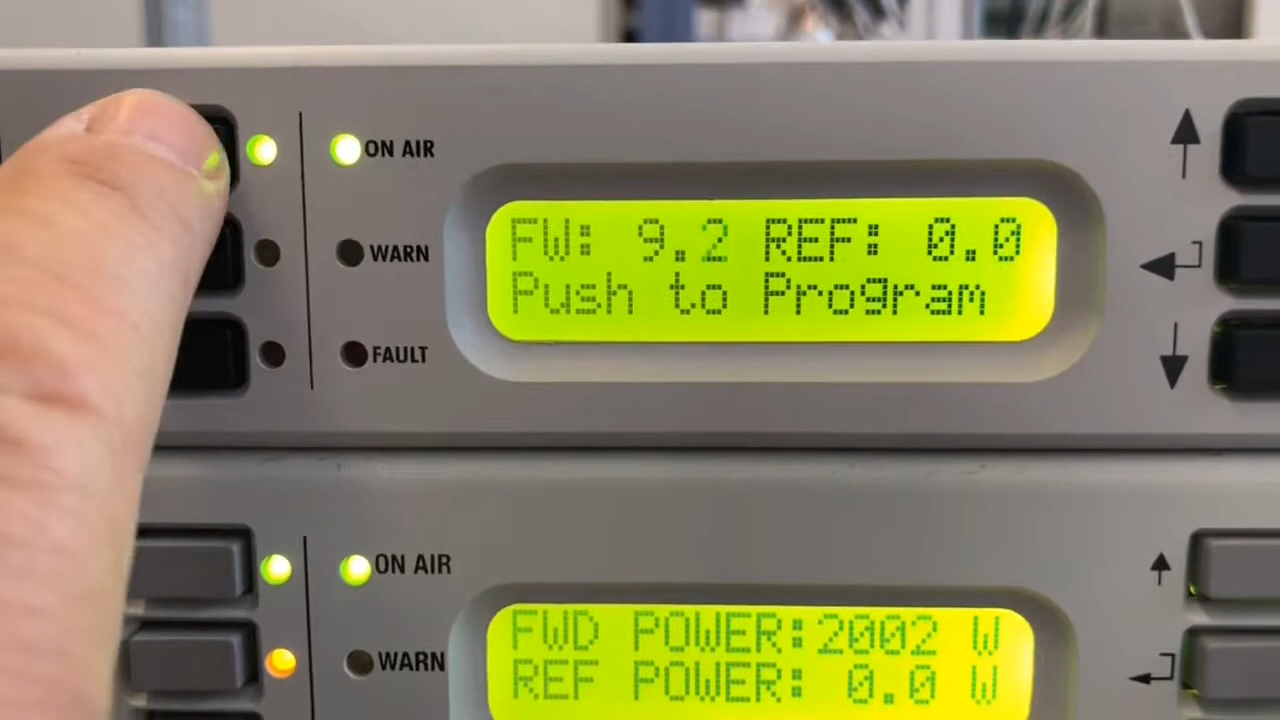 ON AIR
WARN
FAULT
FW: 9.2 REF: 0.0
Push to Program
ON AIR
WARN
FWD POWER:2002 W
REF POWER: 0.0 W